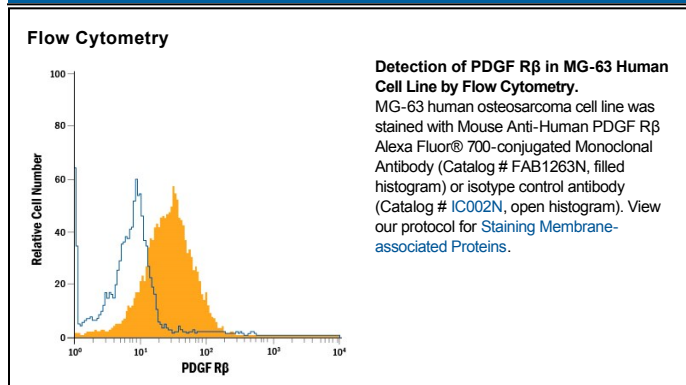 Flow Cytometry
100
80
60
40
20
0
Relative Cell Number
10⁰ 10¹ 10² 10³ 10⁴
PDGF Rβ
Detection of PDGF Rβ in MG-63 Human
Cell Line by Flow Cytometry.
MG-63 human osteosarcoma cell line was
stained with Mouse Anti-Human PDGF Rβ
Alexa Fluor® 700-conjugated Monoclonal
Antibody (Catalog # FAB1263N, filled
histogram) or isotype control antibody
(Catalog # IC002N, open histogram). View
our protocol for Staining Membrane-
associated Proteins.